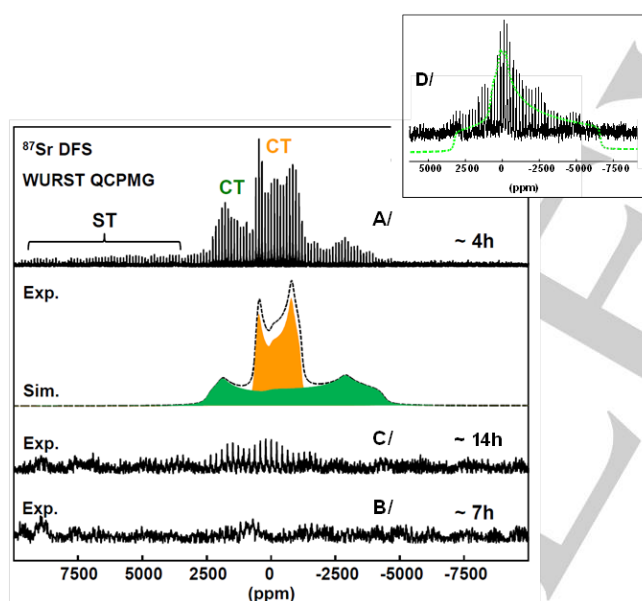 D/
5000 2500 0 -2500 -5000 -7500
(ppm)
⁸⁷Sr DFS
WURST QCPMG
CT
CT
ST
A/
~ 4h
Exp.
Sim.
Exp.
C/
~ 14h
Exp.
B/
~ 7h
7500 5000 2500 0 -2500 -5000 -7500
(ppm)